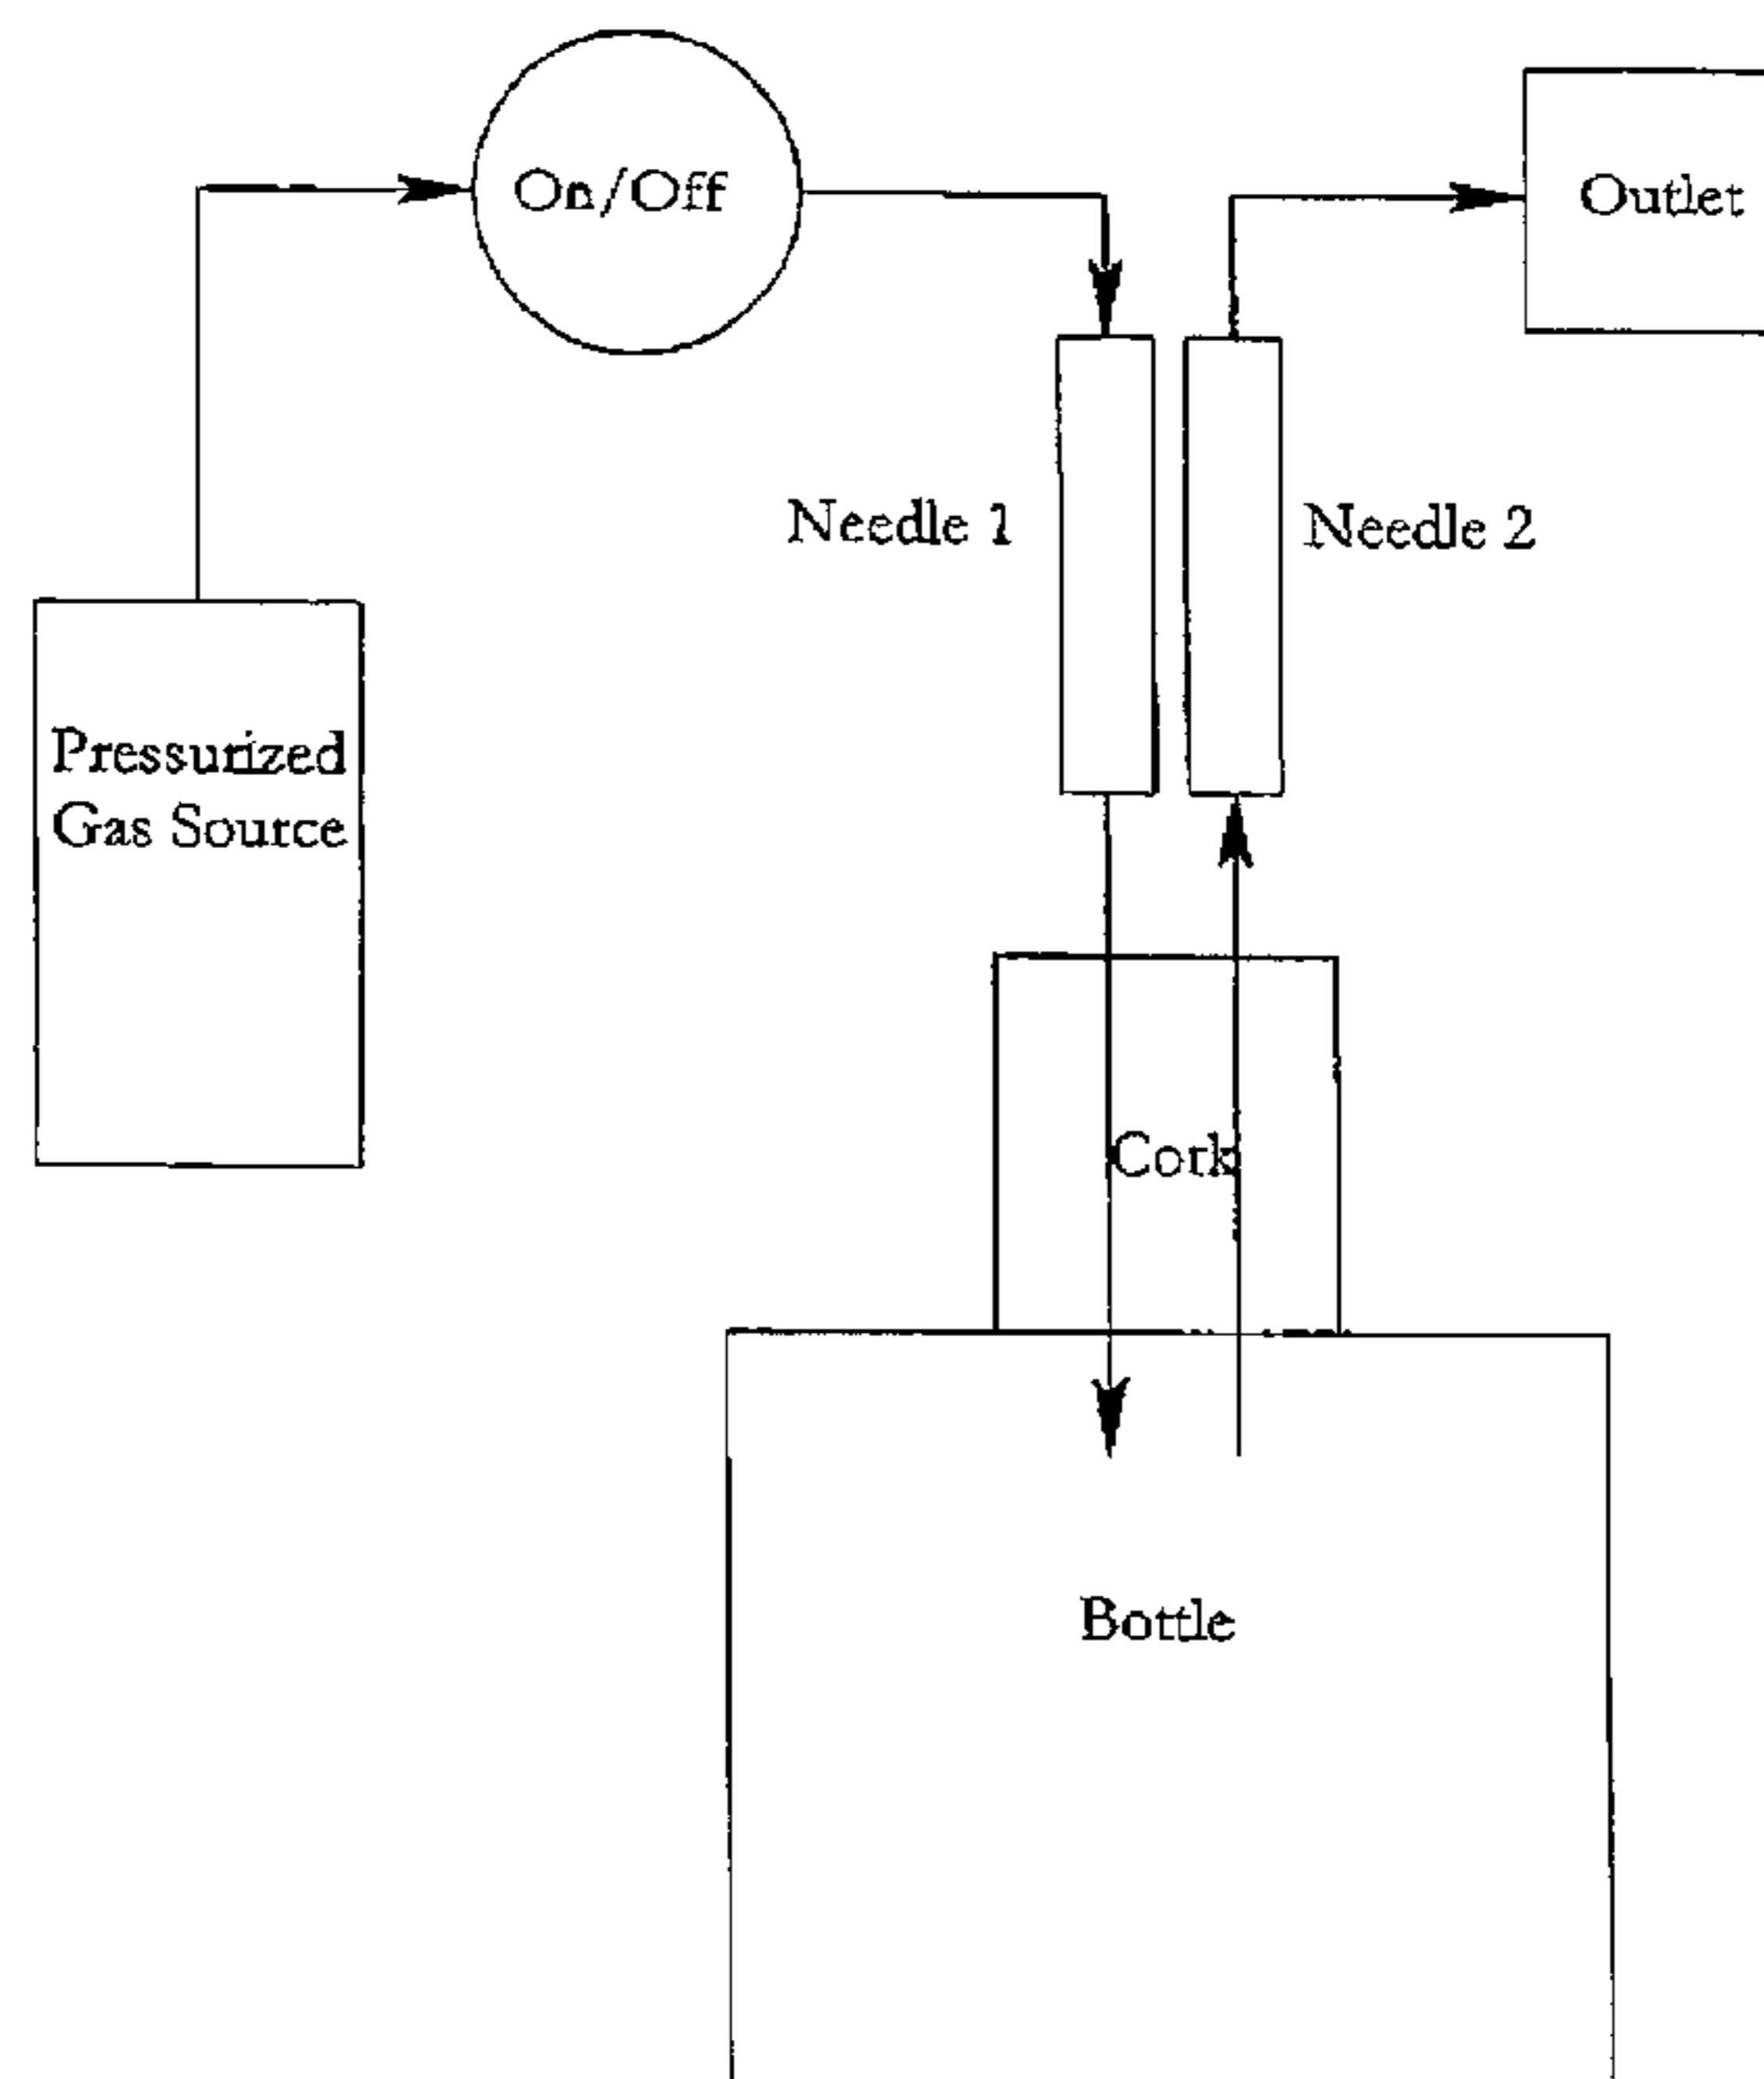 On/Off
Outlet
Needle 1
Needle 2
Pressurized
Gas Source
Cork
Bottle